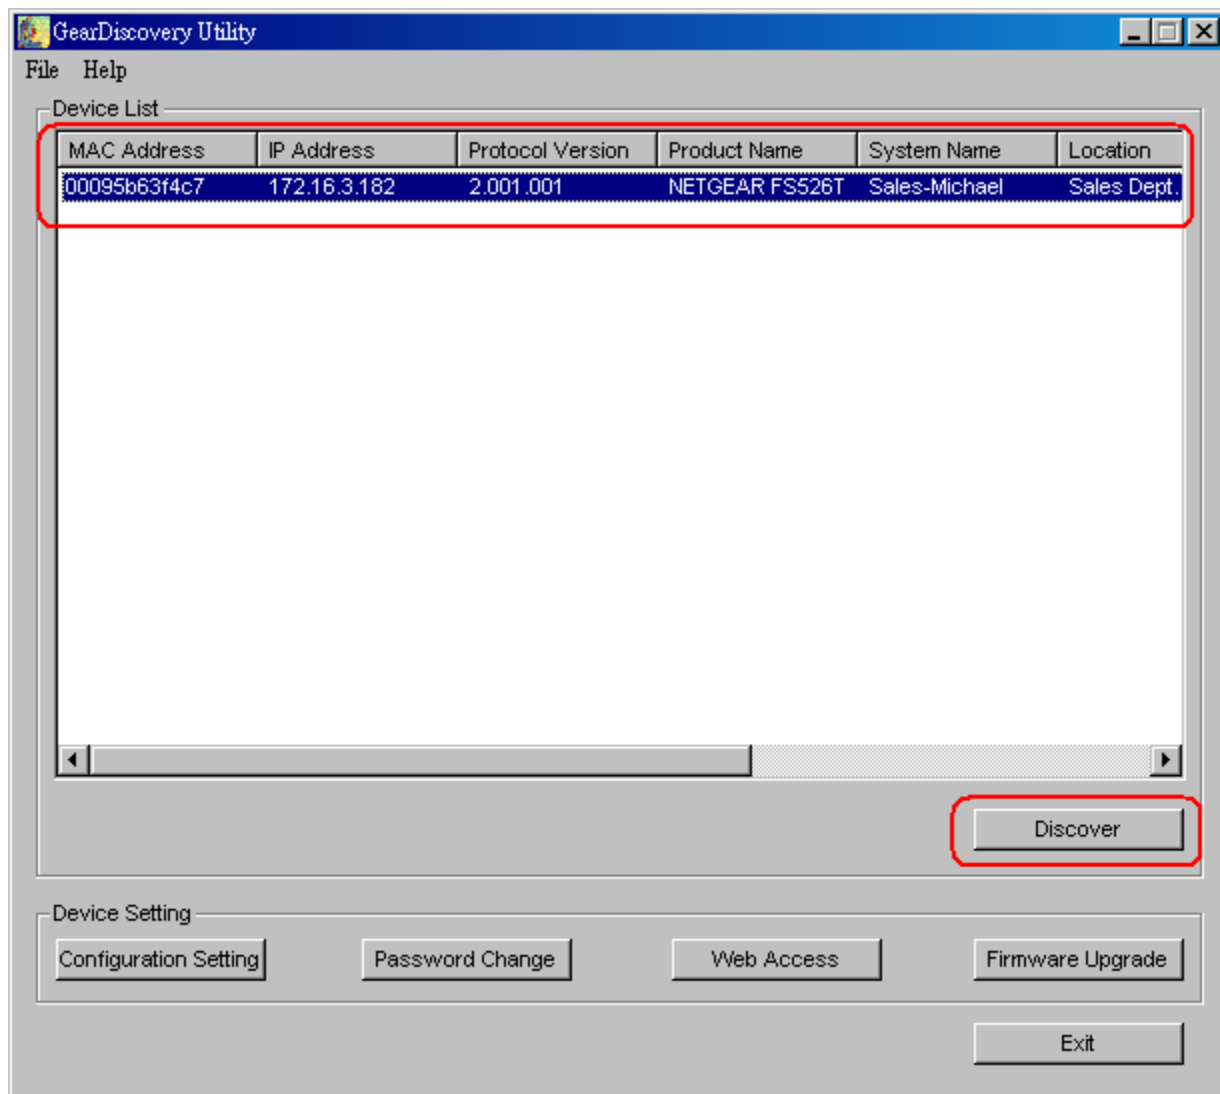 GearDiscovery Utility
File Help
Device List
MAC Address IP Address Protocol Version Product Name System Name Location
00095b63f4c7 172.16.3.182 2.001.001 NETGEAR FS526T Sales-Michael Sales Dept.
Discover
Device Setting
Configuration Setting Password Change Web Access Firmware Upgrade
Exit